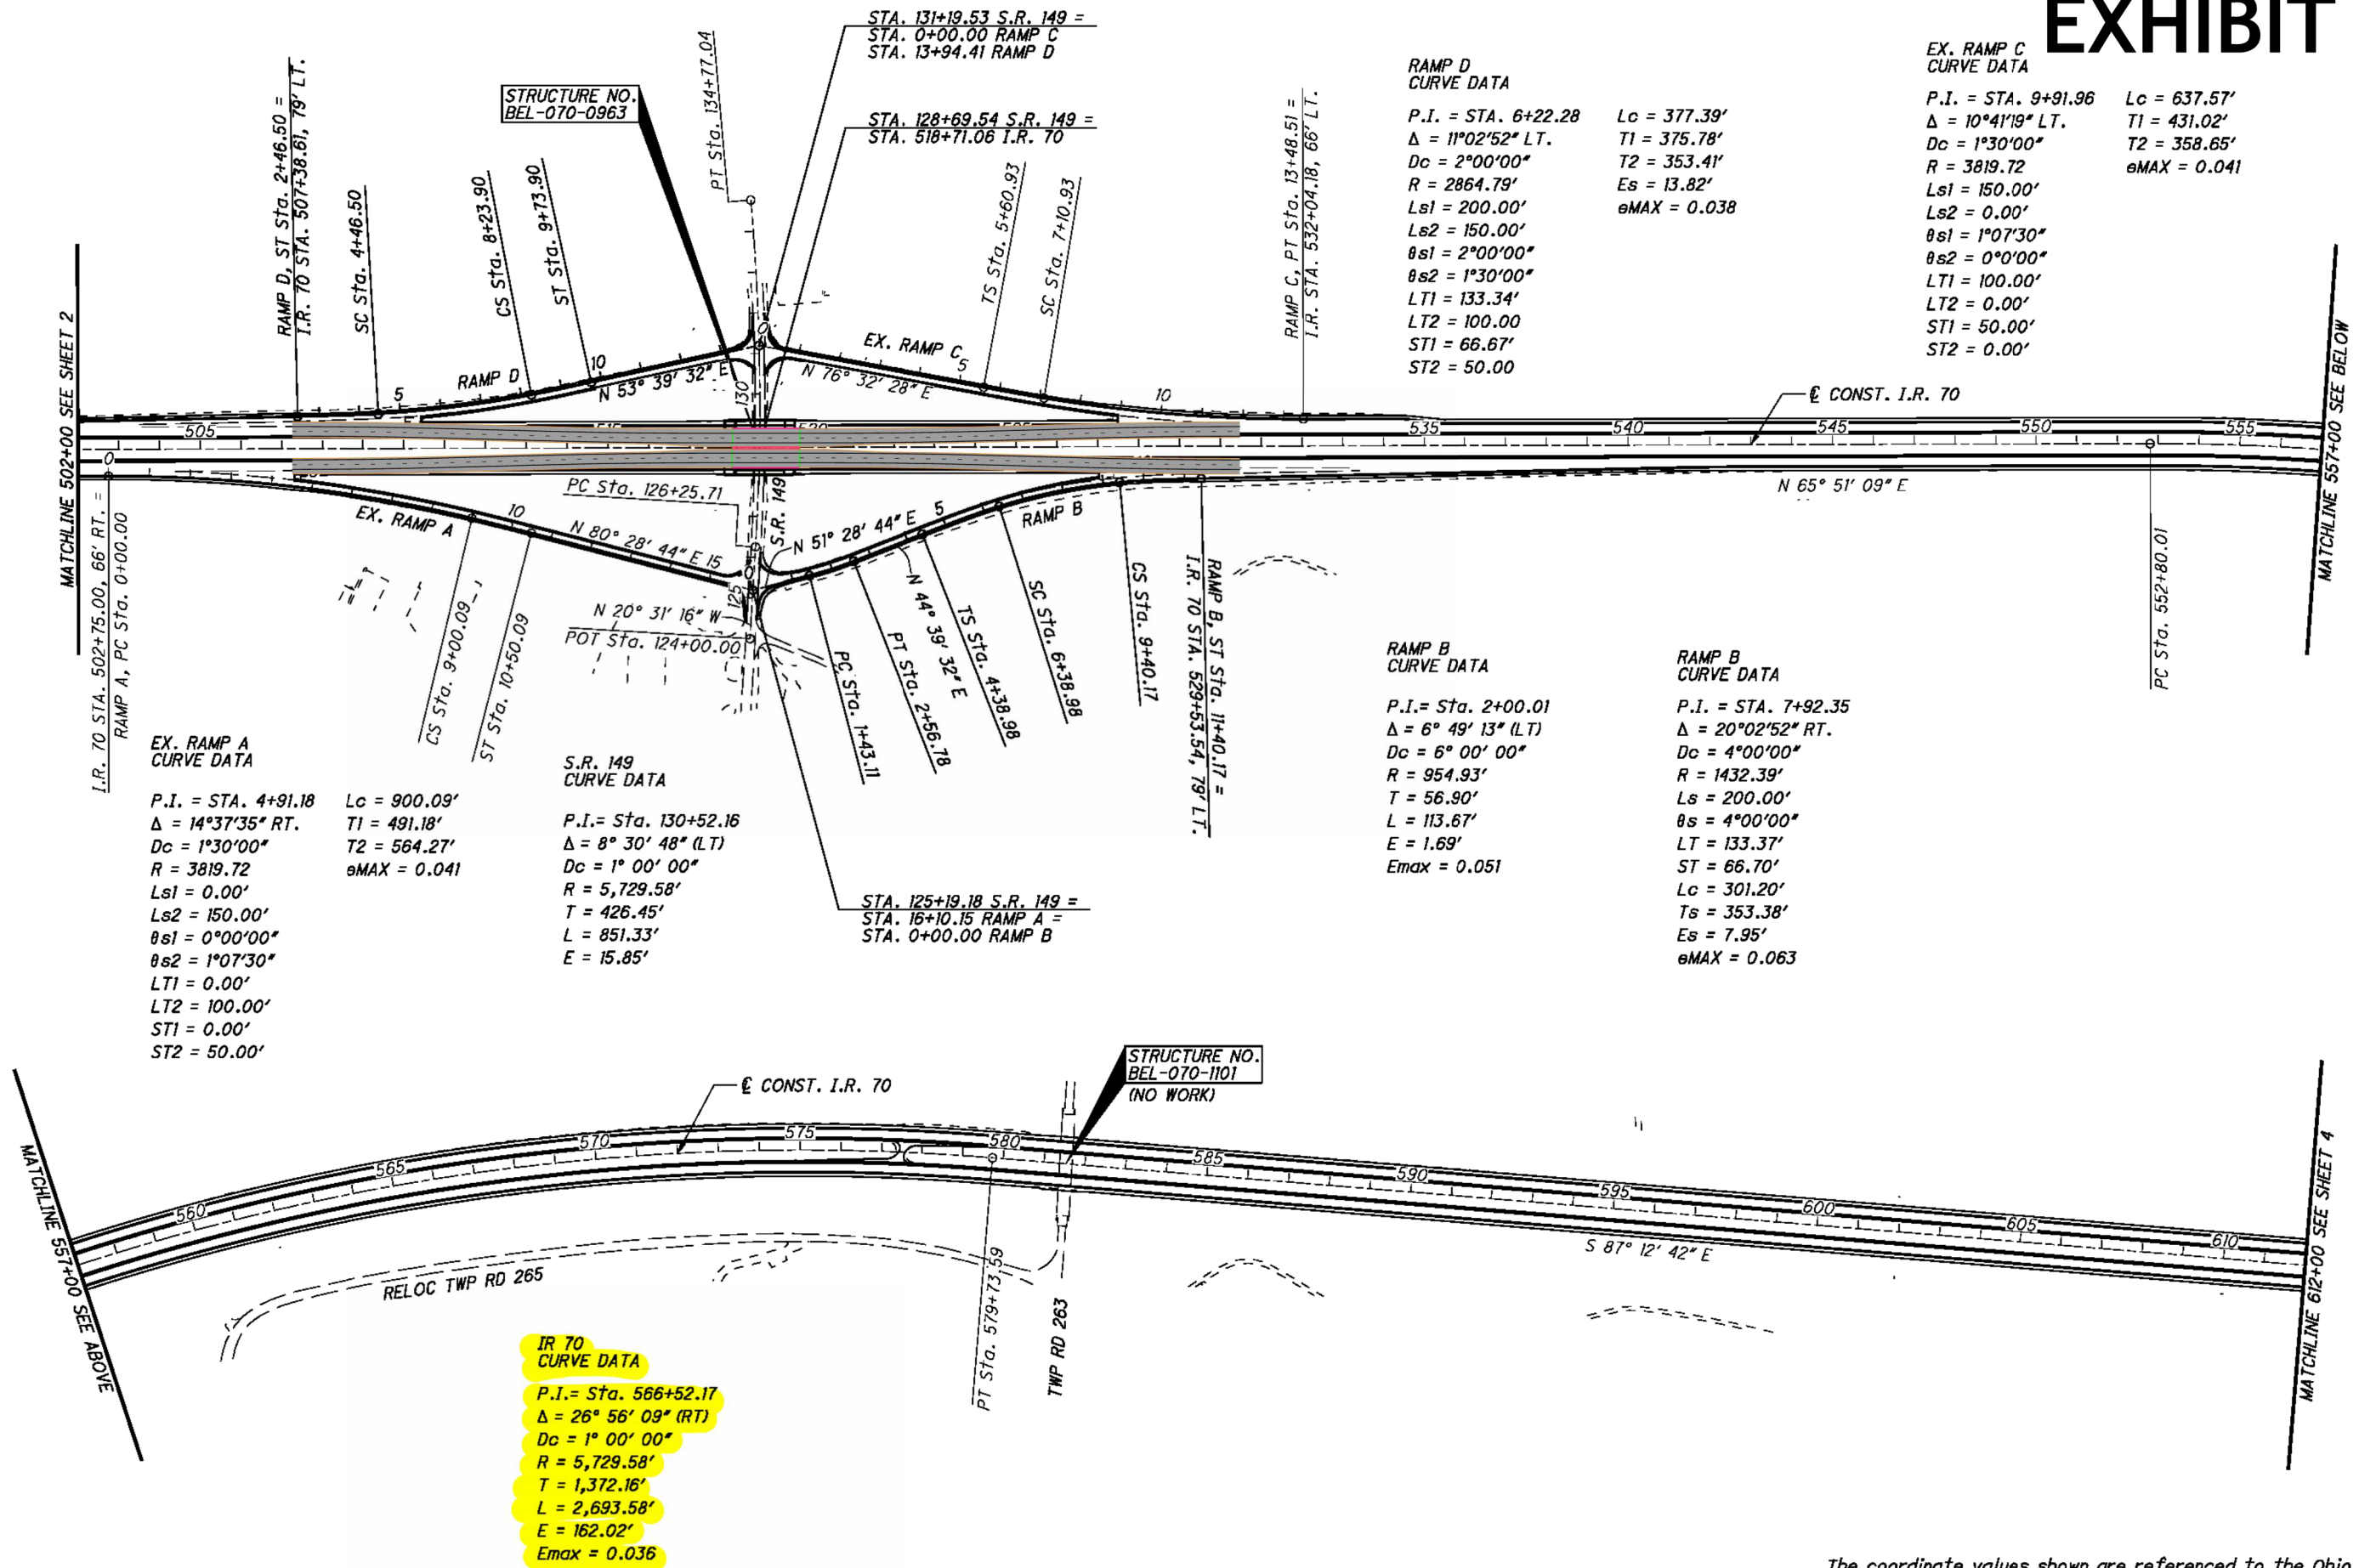 EXHIBIT
STA. 131+19.53 S.R. 149 =
STA. 0+00.00 RAMP C
STA. 13+94.41 RAMP D
STRUCTURE NO.
BEL-070-0963
STA. 128+69.54 S.R. 149 =
STA. 518+71.06 I.R. 70
PT Sta. 134+77.04
RAMP D, ST Sta. 2+46.50 =
I.R. 70 STA. 507+38.61, 79' LT.
SC Sta. 4+46.50
CS Sta. 8+23.90
ST Sta. 9+73.90
TS Sta. 5+60.93
SC Sta. 7+10.93
RAMP C, PT Sta. 13+48.51 =
I.R. STA. 532+04.18, 66' LT.
RAMP D
CURVE DATA
P.I. = STA. 6+22.28
Δ = 11°02'52" LT.
Dc = 2°00'00"
R = 2864.79'
Ls1 = 200.00'
Ls2 = 150.00'
θs1 = 2°00'00"
θs2 = 1°30'00"
LT1 = 133.34'
LT2 = 100.00
ST1 = 66.67'
ST2 = 50.00
Lc = 377.39'
T1 = 375.78'
T2 = 353.41'
Es = 13.82'
eMAX = 0.038
EX. RAMP C
CURVE DATA
P.I. = STA. 9+91.96
Δ = 10°41'19" LT.
Dc = 1°30'00"
R = 3819.72
Ls1 = 150.00'
Ls2 = 0.00'
θs1 = 1°07'30"
θs2 = 0°0'00"
LT1 = 100.00'
LT2 = 0.00'
ST1 = 50.00'
ST2 = 0.00'
Lc = 637.57'
T1 = 431.02'
T2 = 358.65'
eMAX = 0.041
MATCHLINE 502+00 SEE SHEET 2
MATCHLINE 557+00 SEE BELOW
RAMP D
5
10
N 53° 39' 32" E
0
130
EX. RAMP C
5
10
N 76° 32' 28" E
℄ CONST. I.R. 70
505
535
540
545
550
555
0
N 65° 51' 09" E
PC Sta. 552+80.01
I.R. 70 STA. 502+75.00, 66' RT. =
RAMP A, PC Sta. 0+00.00
PC Sta. 126+25.71
S.R. 149
EX. RAMP A
10
N 80° 28' 44" E
15
0
125
N 51° 28' 44" E
5
RAMP B
N 44° 39' 32" E
N 20° 31' 16" W
POT Sta. 124+00.00
CS Sta. 9+00.09
ST Sta. 10+50.09
PC Sta. 1+43.11
PT Sta. 2+56.78
TS Sta. 4+38.98
SC Sta. 6+38.98
CS Sta. 9+40.17
RAMP B, ST Sta. 11+40.17 =
I.R. 70 STA. 529+53.54, 79' LT.
EX. RAMP A
CURVE DATA
P.I. = STA. 4+91.18
Δ = 14°37'35" RT.
Dc = 1°30'00"
R = 3819.72
Ls1 = 0.00'
Ls2 = 150.00'
θs1 = 0°00'00"
θs2 = 1°07'30"
LT1 = 0.00'
LT2 = 100.00'
ST1 = 0.00'
ST2 = 50.00'
Lc = 900.09'
T1 = 491.18'
T2 = 564.27'
eMAX = 0.041
S.R. 149
CURVE DATA
P.I.= Sta. 130+52.16
Δ = 8° 30' 48" (LT)
Dc = 1° 00' 00"
R = 5,729.58'
T = 426.45'
L = 851.33'
E = 15.85'
STA. 125+19.18 S.R. 149 =
STA. 16+10.15 RAMP A =
STA. 0+00.00 RAMP B
RAMP B
CURVE DATA
P.I.= Sta. 2+00.01
Δ = 6° 49' 13" (LT)
Dc = 6° 00' 00"
R = 954.93'
T = 56.90'
L = 113.67'
E = 1.69'
Emax = 0.051
RAMP B
CURVE DATA
P.I. = STA. 7+92.35
Δ = 20°02'52" RT.
Dc = 4°00'00"
R = 1432.39'
Ls = 200.00'
θs = 4°00'00"
LT = 133.37'
ST = 66.70'
Lc = 301.20'
Ts = 353.38'
Es = 7.95'
eMAX = 0.063
STRUCTURE NO.
BEL-070-1101
(NO WORK)
℄ CONST. I.R. 70
MATCHLINE 557+00 SEE ABOVE
560
565
570
575
580
585
590
595
600
605
610
MATCHLINE 612+00 SEE SHEET 4
RELOC TWP RD 265
PT Sta. 579+73.59
TWP RD 263
S 87° 12' 42" E
IR 70
CURVE DATA
P.I.= Sta. 566+52.17
Δ = 26° 56' 09" (RT)
Dc = 1° 00' 00"
R = 5,729.58'
T = 1,372.16'
L = 2,693.58'
E = 162.02'
Emax = 0.036
The coordinate values shown are referenced to the Ohio